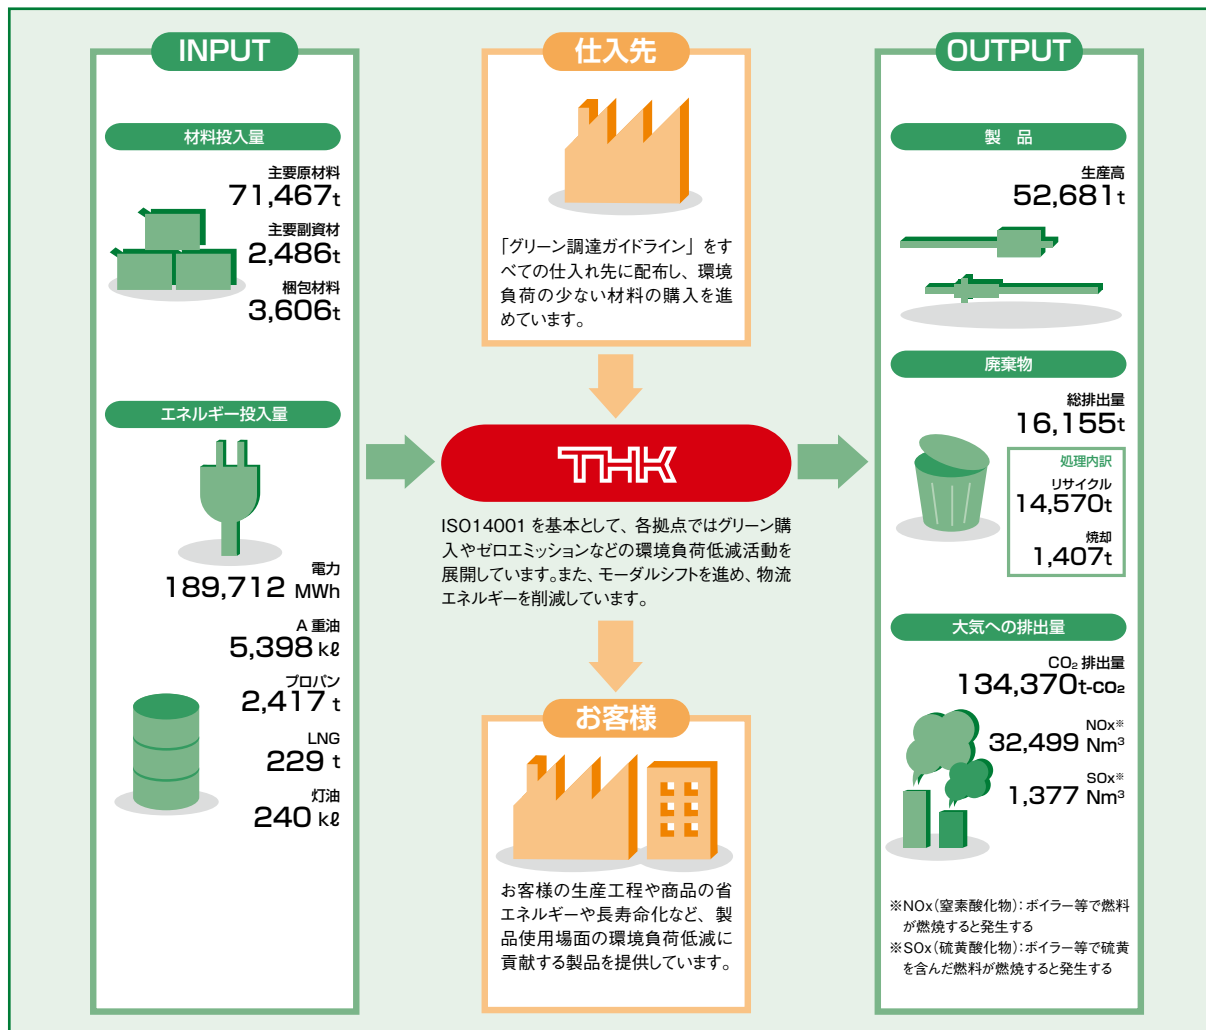 INPUT
材料投入量
主要原材料
71,467t
主要副資材
2,486t
梱包材料
3,606t
エネルギー投入量
電力
189,712 MWh
A 重油
5,398 kℓ
プロパン
2,417 t
LNG
229 t
灯油
240 kℓ
仕入先
「グリーン調達ガイドライン」をす
べての仕入れ先に配布し、環境
負荷の少ない材料の購入を進
めています。
THK
ISO14001 を基本として、各拠点ではグリーン購
入やゼロエミッションなどの環境負荷低減活動を
展開しています。また、モーダルシフトを進め、物流
エネルギーを削減しています。
お客様
お客様の生産工程や商品の省
エネルギーや長寿命化など、製
品使用場面の環境負荷低減に
貢献する製品を提供しています。
OUTPUT
製　品
生産高
52,681t
廃棄物
総排出量
16,155t
処理内訳
リサイクル
14,570t
焼却
1,407t
大気への排出量
CO₂ 排出量
134,370t-CO₂
NOx※
32,499 Nm³
SOx※
1,377 Nm³
※NOx（窒素酸化物）：ボイラー等で燃料
が燃焼すると発生する
※SOx（硫黄酸化物）：ボイラー等で硫黄
を含んだ燃料が燃焼すると発生する